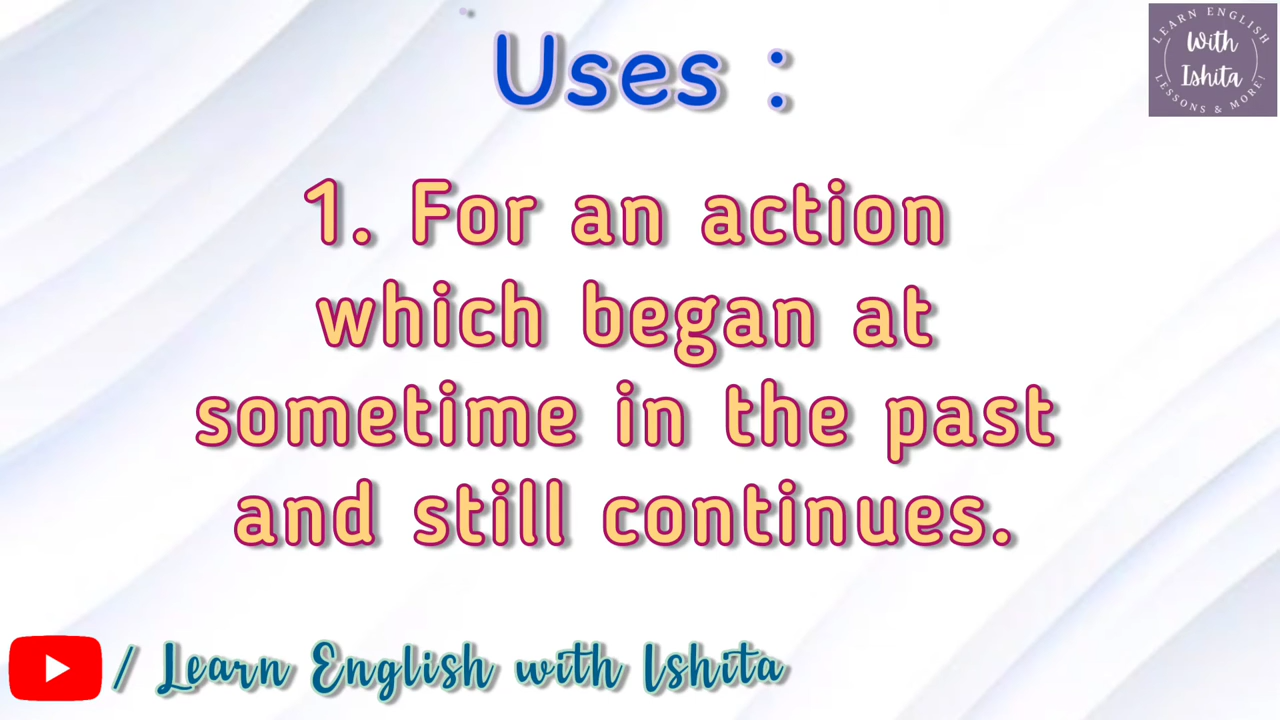 Uses :
LEARN ENGLISH
With
Ishita
LESSONS & MORE!
1. For an action
which began at
sometime in the past
and still continues.
/ Learn English with Ishita